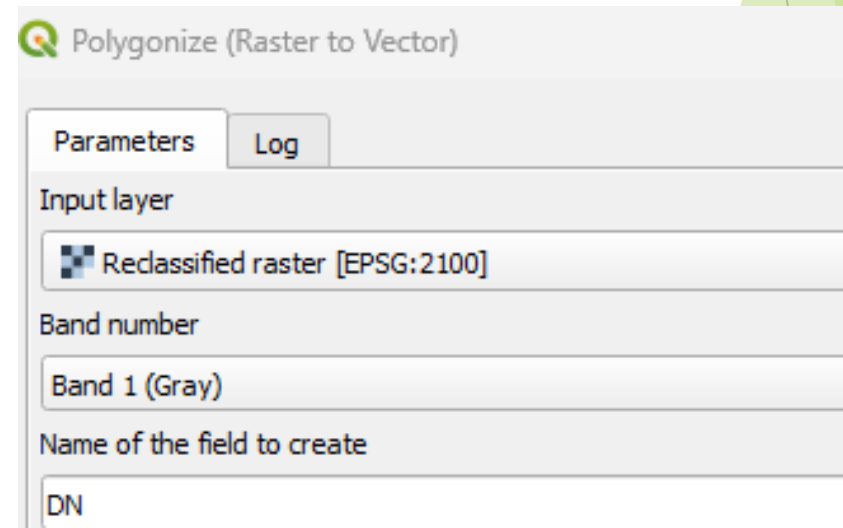 Polygonize (Raster to Vector)
Parameters Log
Input layer
Reclassified raster [EPSG:2100]
Band number
Band 1 (Gray)
Name of the field to create
DN